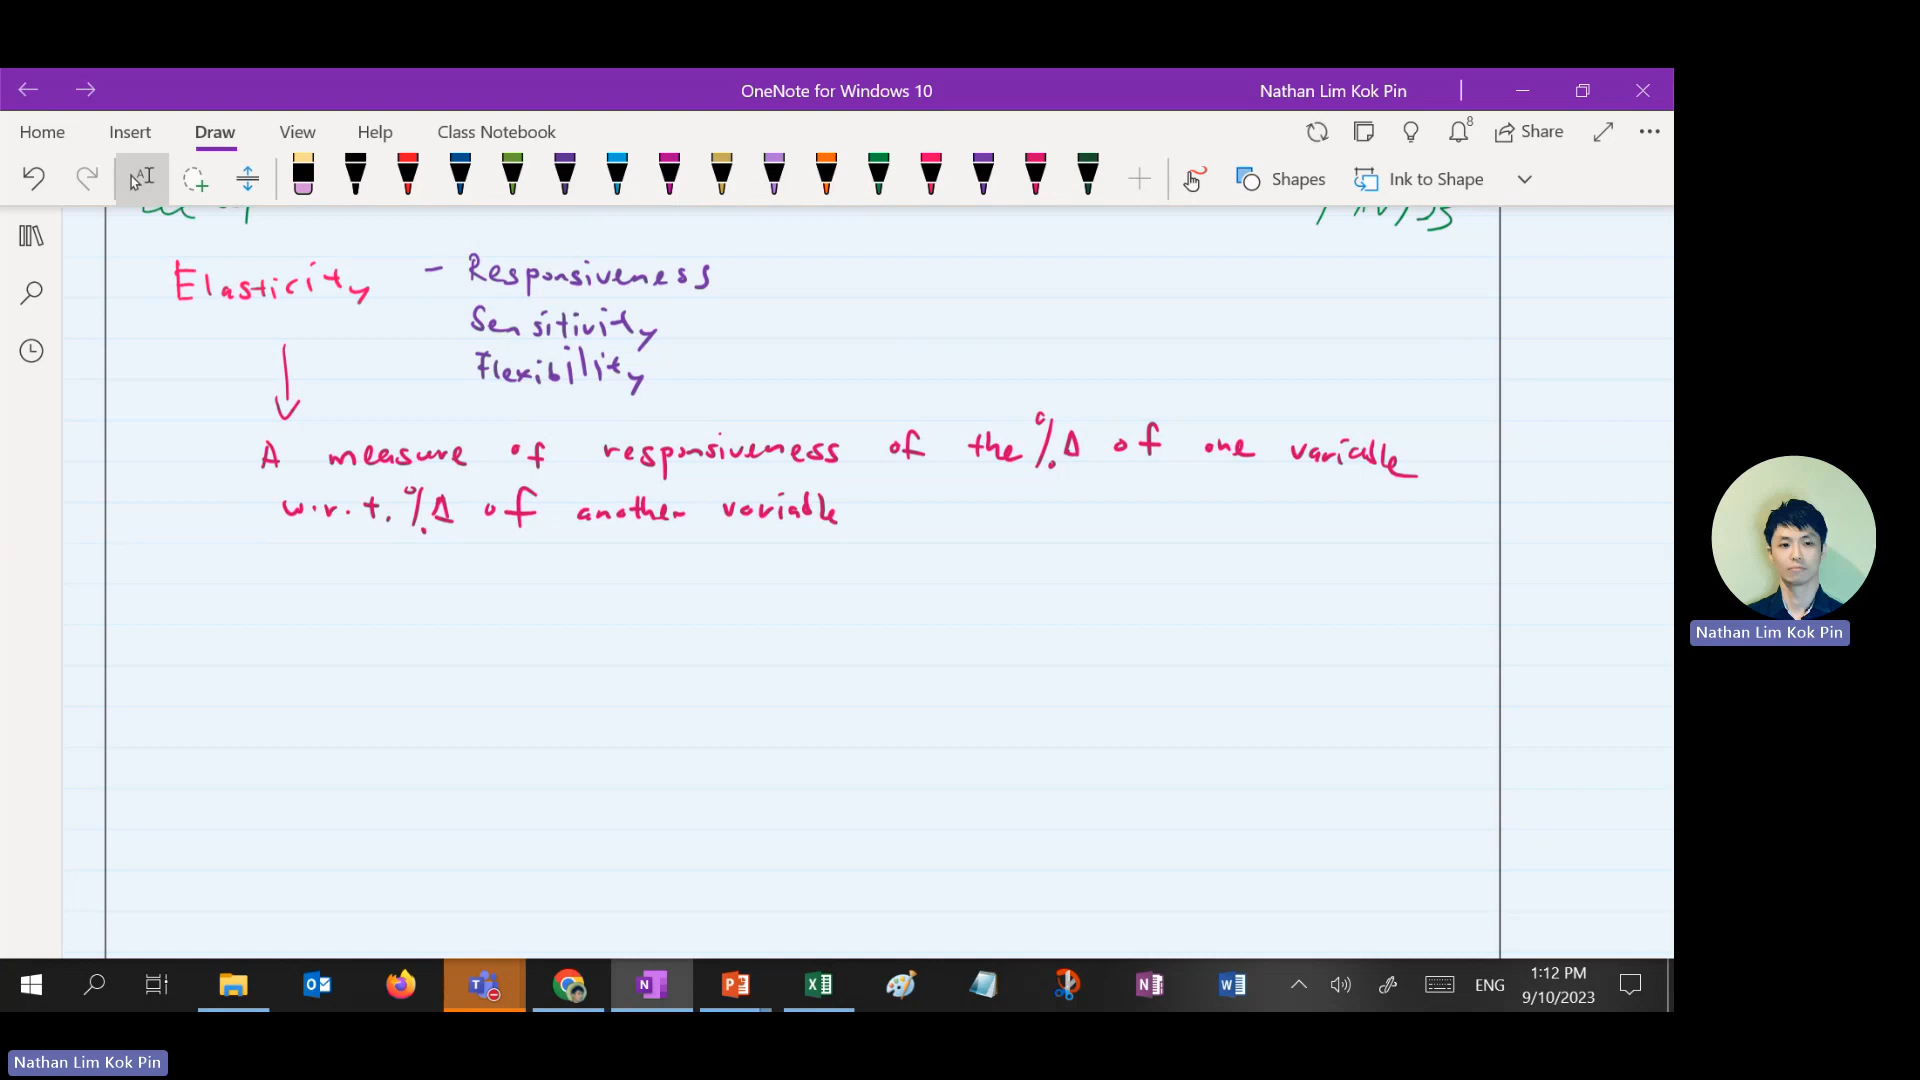 OneNote for Windows 10
Nathan Lim Kok Pin
Home Insert Draw View Help Class Notebook
8
Share
Shapes
Ink to Shape
Elasticity - Responsiveness
Sensitivity
Flexibility
A measure of responsiveness of the %Δ of one variable
w.r.t. %Δ of another variable
Nathan Lim Kok Pin
ENG
1:12 PM
9/10/2023
Nathan Lim Kok Pin